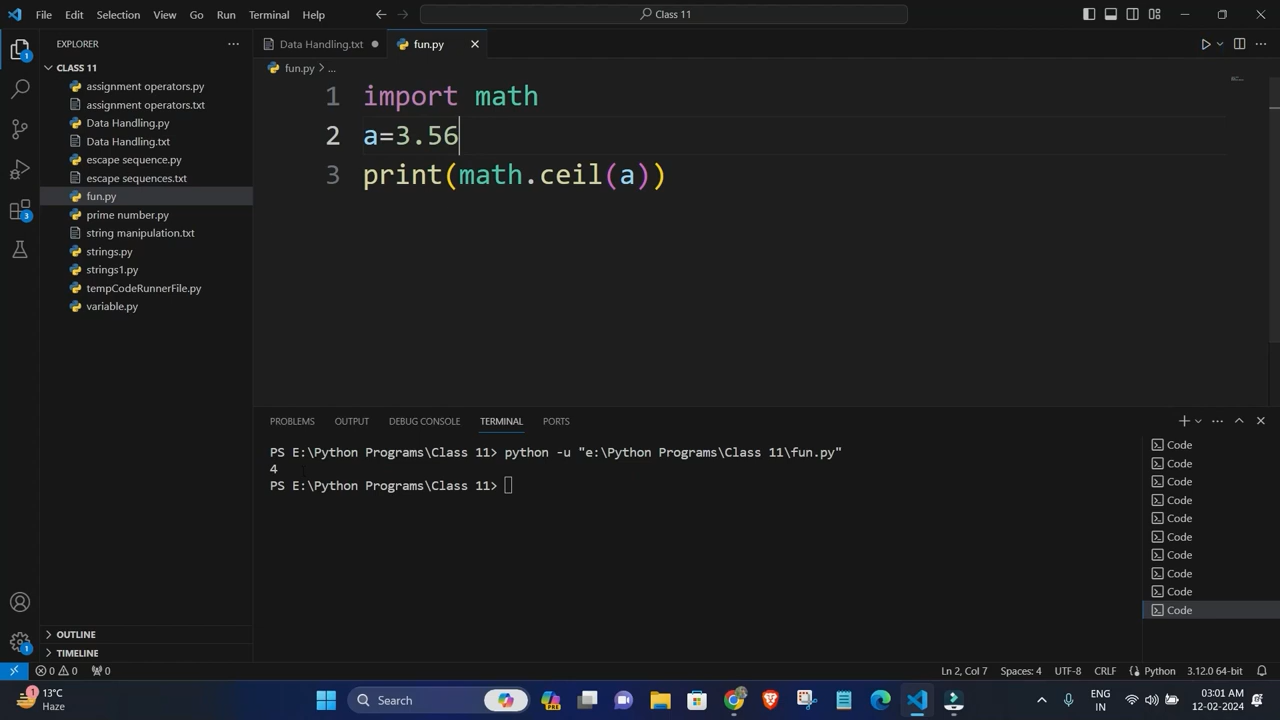 File Edit Selection View Go Run Terminal Help
Class 11
EXPLORER
CLASS 11
assignment operators.py
assignment operators.txt
Data Handling.py
Data Handling.txt
escape sequence.py
escape sequences.txt
fun.py
prime number.py
string manipulation.txt
strings.py
strings1.py
tempCodeRunnerFile.py
variable.py
OUTLINE
TIMELINE
1
3
1
Data Handling.txt
fun.py
fun.py > ...
1 import math
2 a=3.56
3 print(math.ceil(a))
PROBLEMS OUTPUT DEBUG CONSOLE TERMINAL PORTS
PS E:\Python Programs\Class 11> python -u "e:\Python Programs\Class 11\fun.py"
4
PS E:\Python Programs\Class 11>
Code
Code
Code
Code
Code
Code
Code
Code
Code
Code
0 0 0
Ln 2, Col 7 Spaces: 4 UTF-8 CRLF Python 3.12.0 64-bit
1
13°C
Haze
Search
PRE
ENG
IN
03:01 AM
12-02-2024